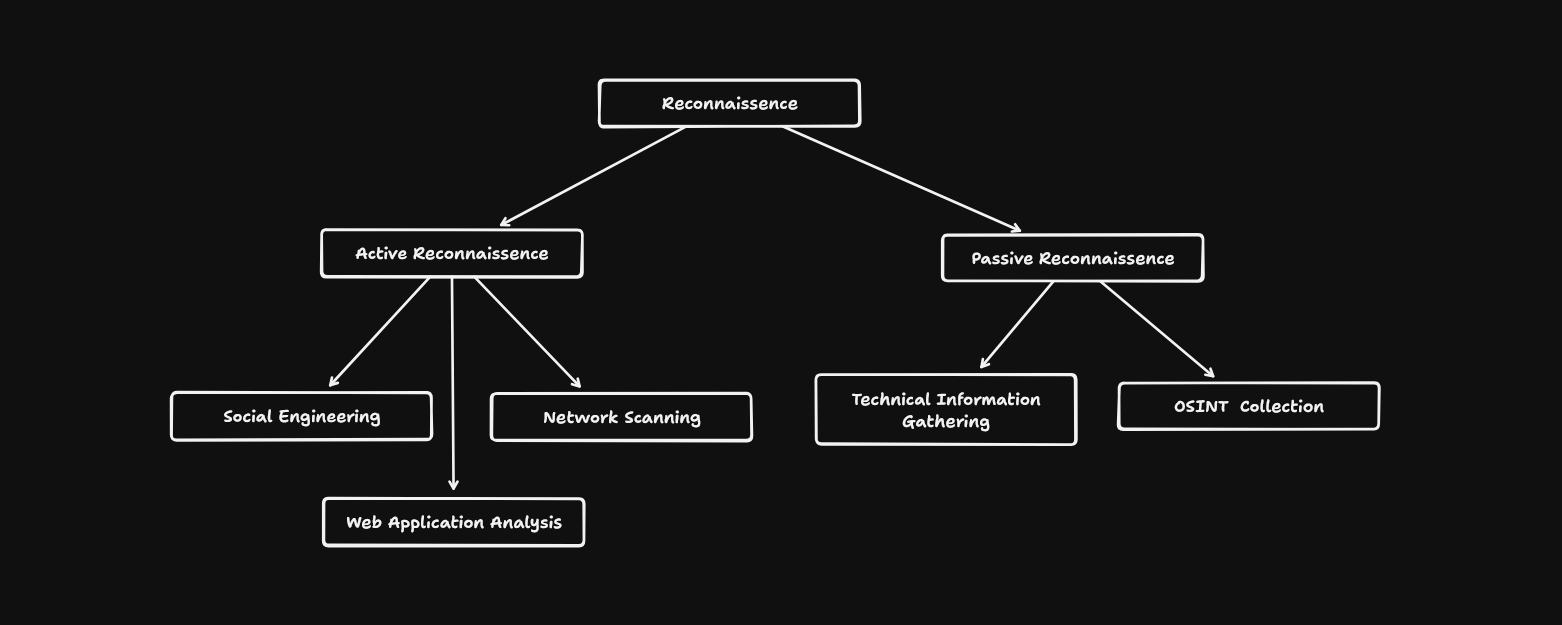 Reconnaissence
Active Reconnaissence
Passive Reconnaissence
Social Engineering
Network Scanning
Technical Information
Gathering
OSINT Collection
Web Application Analysis